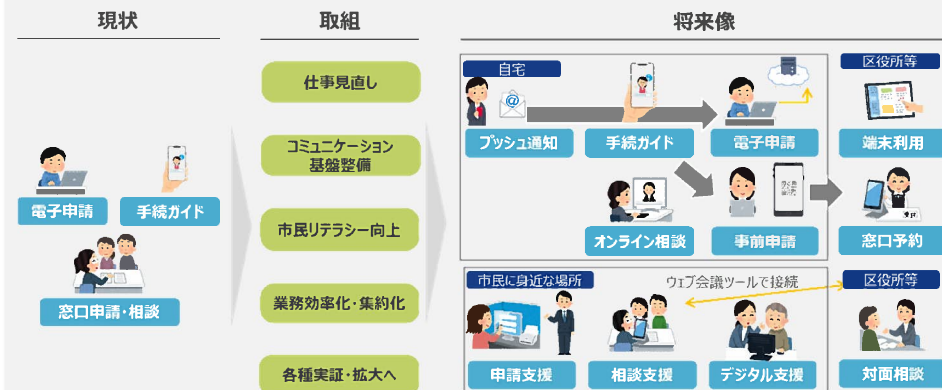 現状
取組
将来像
電子申請
手続ガイド
窓口申請・相談
仕事見直し
コミュニケーション
基盤整備
市民リテラシー向上
業務効率化・集約化
各種実証・拡大へ
自宅
プッシュ通知
手続ガイド
電子申請
オンライン相談
事前申請
区役所等
端末利用
窓口予約
市民に身近な場所
ウェブ会議ツールで接続
申請支援
相談支援
デジタル支援
区役所等
対面相談